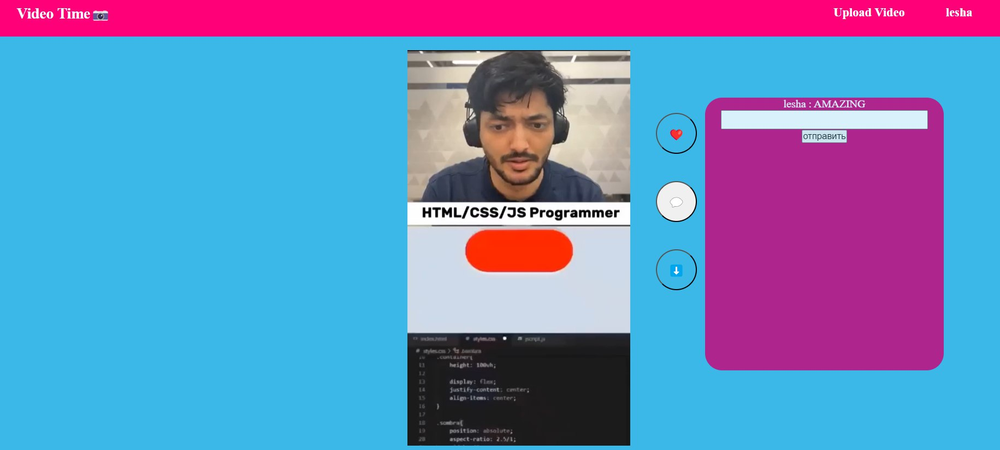 Video Time
Upload Video
lesha
HTML/CSS/JS Programmer
index.html
styles.css
script.js
styles.css >
10 .container{
11 height: 100vh;
12
13 display: flex;
14 justify-content: center;
15 align-items: center;
16 }
17
18 .sombra{
19 position: absolute;
20 aspect-ratio: 2.5/1;
lesha : AMAZING
отправить